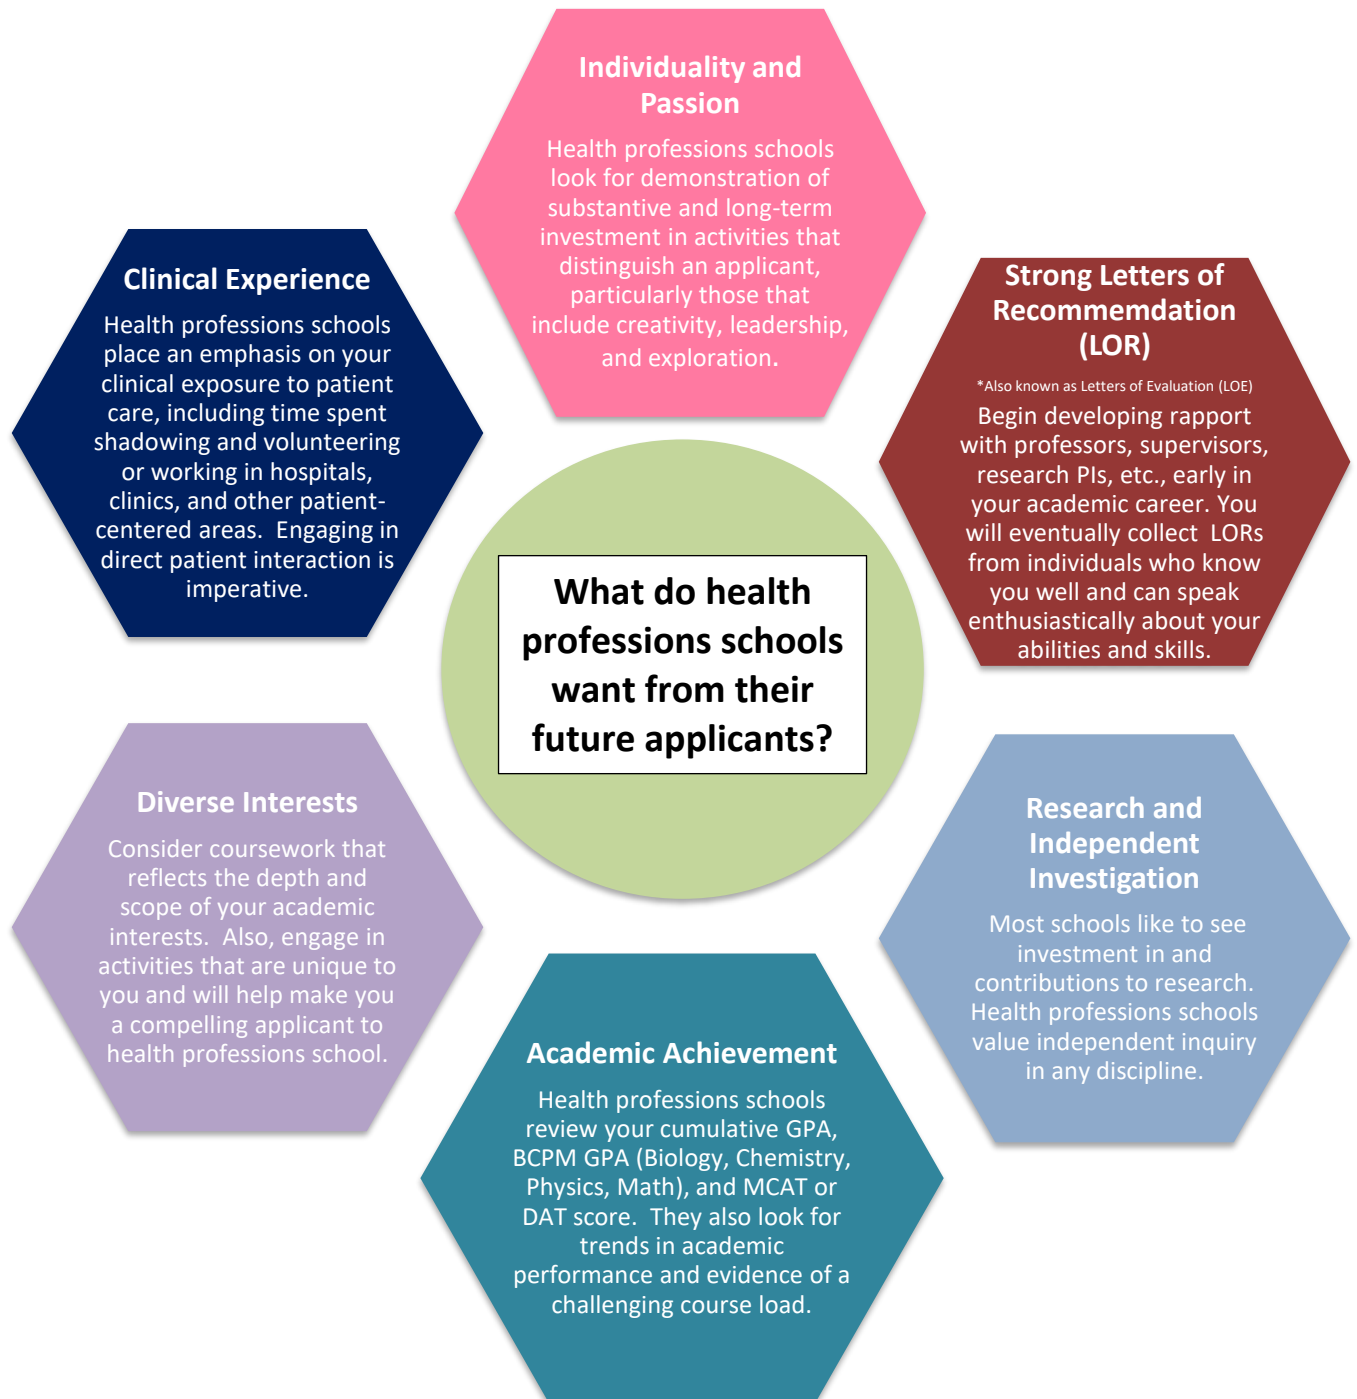 Individuality and
Passion
Health professions schools
look for demonstration of
substantive and long-term
investment in activities that
distinguish an applicant,
particularly those that
include creativity, leadership,
and exploration.
Clinical Experience
Health professions schools
place an emphasis on your
clinical exposure to patient
care, including time spent
shadowing and volunteering
or working in hospitals,
clinics, and other patient-
centered areas.  Engaging in
direct patient interaction is
imperative.
Strong Letters of
Recommemdation
(LOR)
*Also known as Letters of Evaluation (LOE)
Begin developing rapport
with professors, supervisors,
research PIs, etc., early in
your academic career. You
will eventually collect  LORs
from individuals who know
you well and can speak
enthusiastically about your
abilities and skills.
What do health
professions schools
want from their
future applicants?
Diverse Interests
Consider coursework that
reflects the depth and
scope of your academic
interests.  Also, engage in
activities that are unique to
you and will help make you
a compelling applicant to
health professions school.
Research and
Independent
Investigation
Most schools like to see
investment in and
contributions to research.
Health professions schools
value independent inquiry
in any discipline.
Academic Achievement
Health professions schools
review your cumulative GPA,
BCPM GPA (Biology, Chemistry,
Physics, Math), and MCAT or
DAT score.  They also look for
trends in academic
performance and evidence of a
challenging course load.